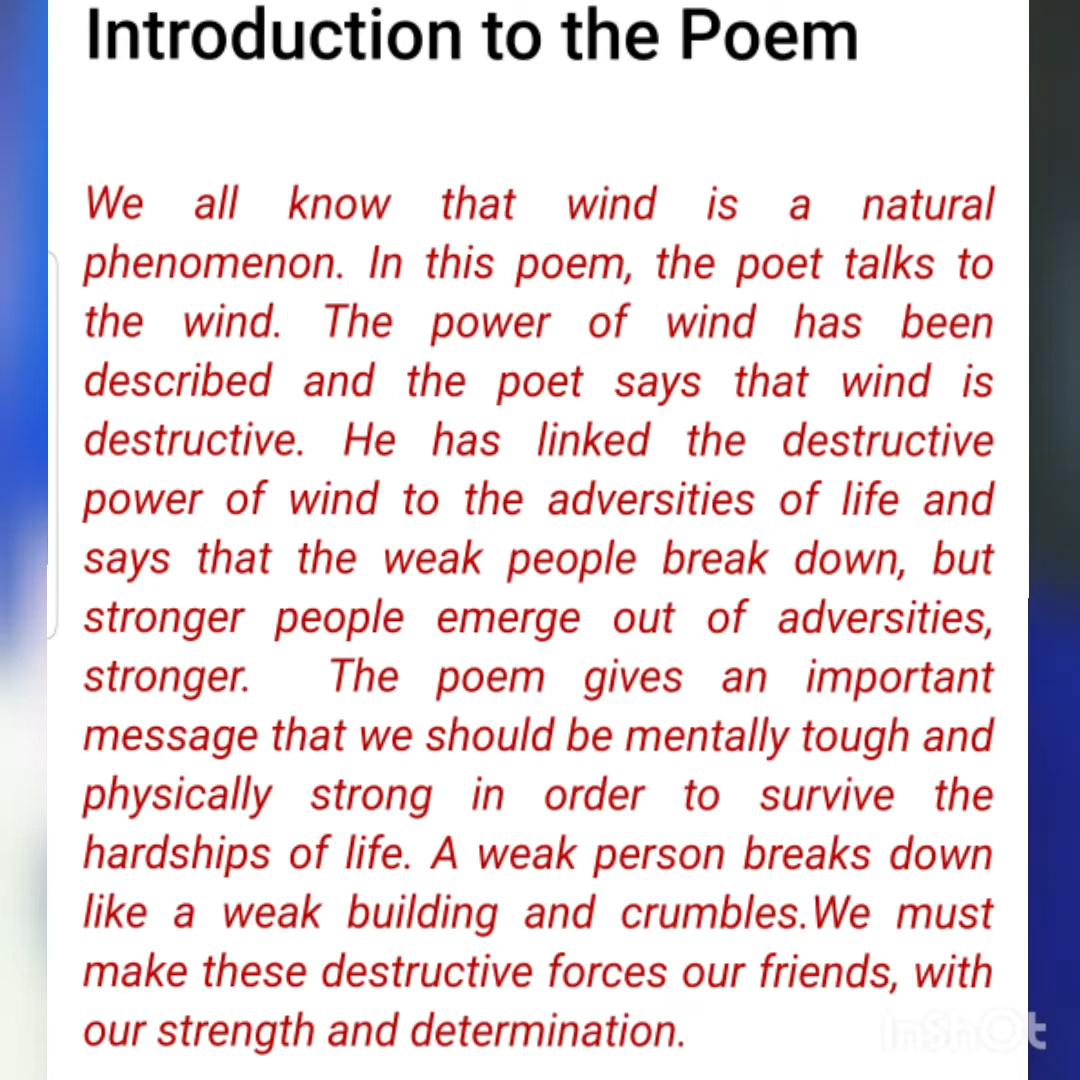 Introduction to the Poem
We all know that wind is a natural
phenomenon. In this poem, the poet talks to
the wind. The power of wind has been
described and the poet says that wind is
destructive. He has linked the destructive
power of wind to the adversities of life and
says that the weak people break down, but
stronger people emerge out of adversities,
stronger. The poem gives an important
message that we should be mentally tough and
physically strong in order to survive the
hardships of life. A weak person breaks down
like a weak building and crumbles.We must
make these destructive forces our friends, with
our strength and determination.
InShOt